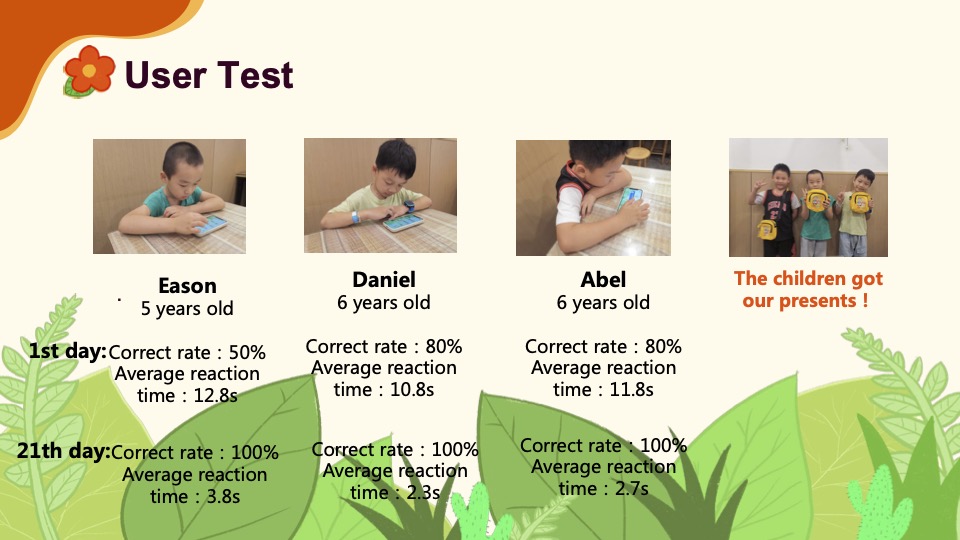 User Test
Eason
5 years old
Daniel
6 years old
Abel
6 years old
The children got
our presents !
1st day:
Correct rate：50%
Average reaction
time：12.8s
Correct rate：80%
Average reaction
time：10.8s
Correct rate：80%
Average reaction
time：11.8s
21th day:
Correct rate：100%
Average reaction
time：3.8s
Correct rate：100%
Average reaction
time：2.3s
Correct rate：100%
Average reaction
time：2.7s